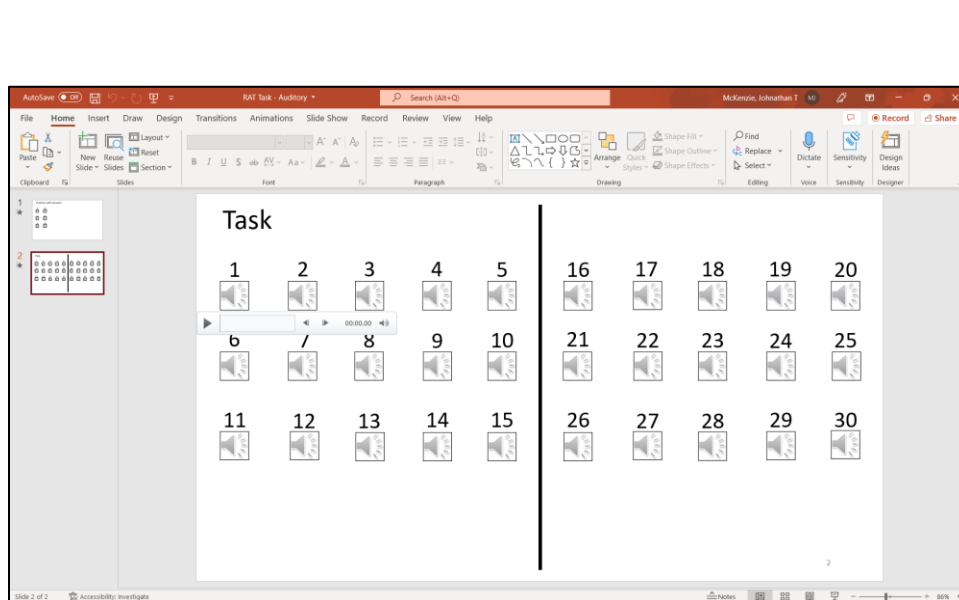 AutoSave Off RAT Task - Auditory Search (Alt+Q) McKenzie, Johnathan T MJ
File Home Insert Draw Design Transitions Animations Slide Show Record Review View Help Record Share
Paste New Slide Reuse Slides Layout Reset Section Arrange Quick Styles Shape Fill Shape Outline Shape Effects Find Replace Select Dictate Sensitivity Design Ideas
Clipboard Slides Font Paragraph Drawing Editing Voice Sensitivity Designer
1
2
Task
1 2 3 4 5 16 17 18 19 20
00:00.00
6 7 8 9 10 21 22 23 24 25
11 12 13 14 15 26 27 28 29 30
2
Slide 2 of 2 Accessibility: Investigate Notes 86%